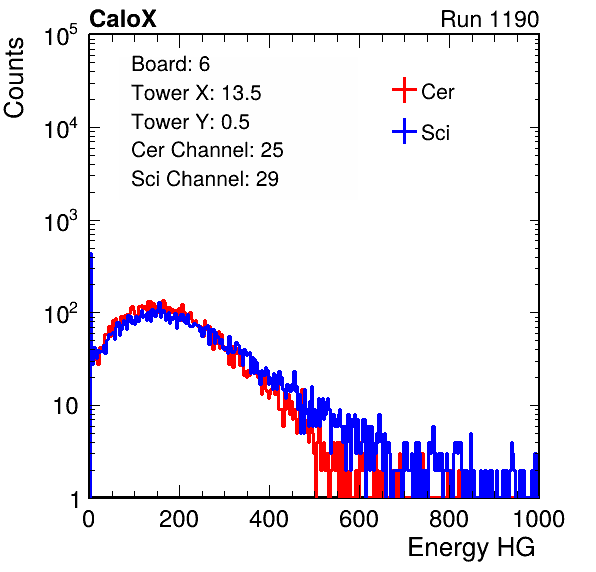 CaloX Run 1190
Counts
Board: 6
Tower X: 13.5
Tower Y: 0.5
Cer Channel: 25
Sci Channel: 29
Cer
Sci
10^5
10^4
10^3
10^2
10
1
0 200 400 600 800 1000
Energy HG